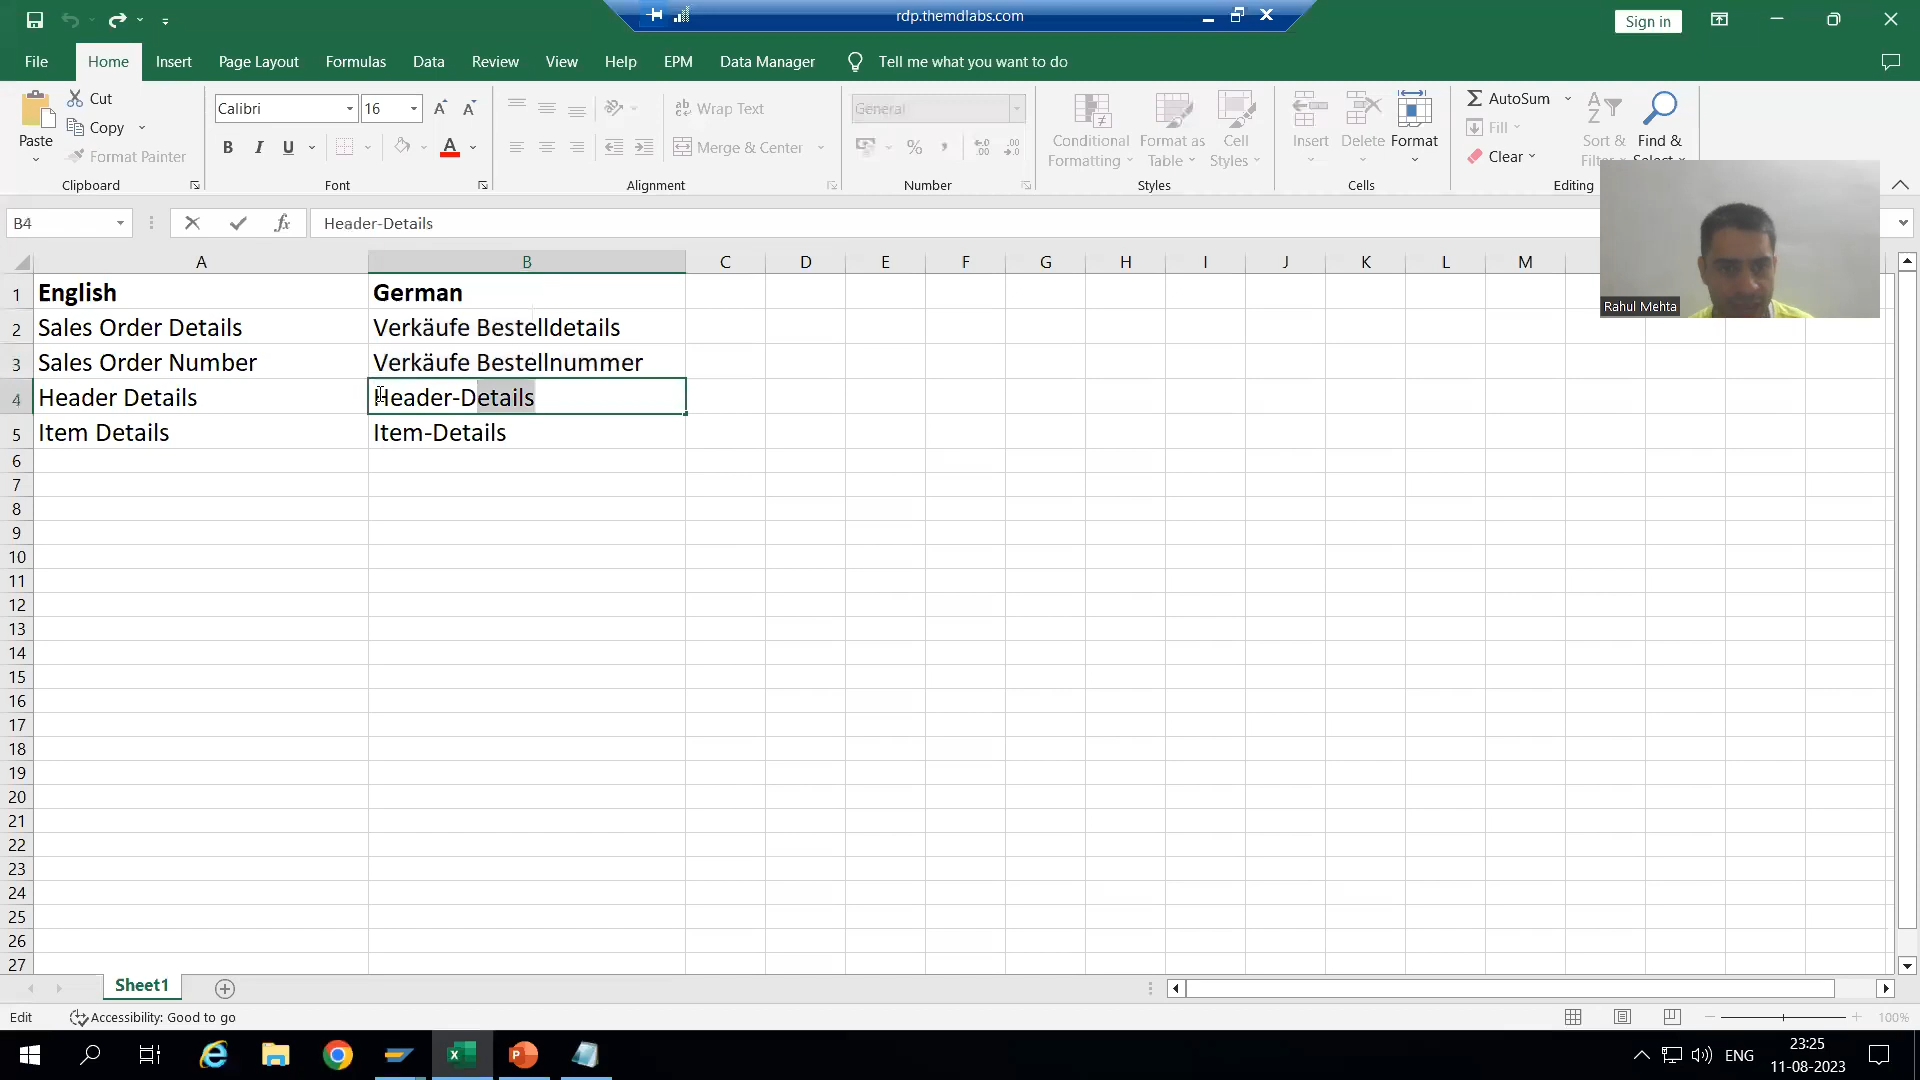 rdp.themdlabs.com
Sign in
File Home Insert Page Layout Formulas Data Review View Help EPM Data Manager Tell me what you want to do
Cut
Copy
Format Painter
Paste
Calibri 16
B I U
Wrap Text
Merge & Center
General
Conditional Formatting
Format as Table
Cell Styles
Insert
Delete
Format
AutoSum
Fill
Clear
Sort &
Find &
Clipboard Font Alignment Number Styles Cells Editing
B4 fx Header-Details
Rahul Mehta
A B C D E F G H I J K L M
1 English German
2 Sales Order Details Verkäufe Bestelldetails
3 Sales Order Number Verkäufe Bestellnummer
4 Header Details Header-Details
5 Item Details Item-Details
6
7
8
9
10
11
12
13
14
15
16
17
18
19
20
21
22
23
24
25
26
27
Sheet1
Edit Accessibility: Good to go 100%
ENG
23:25
11-08-2023